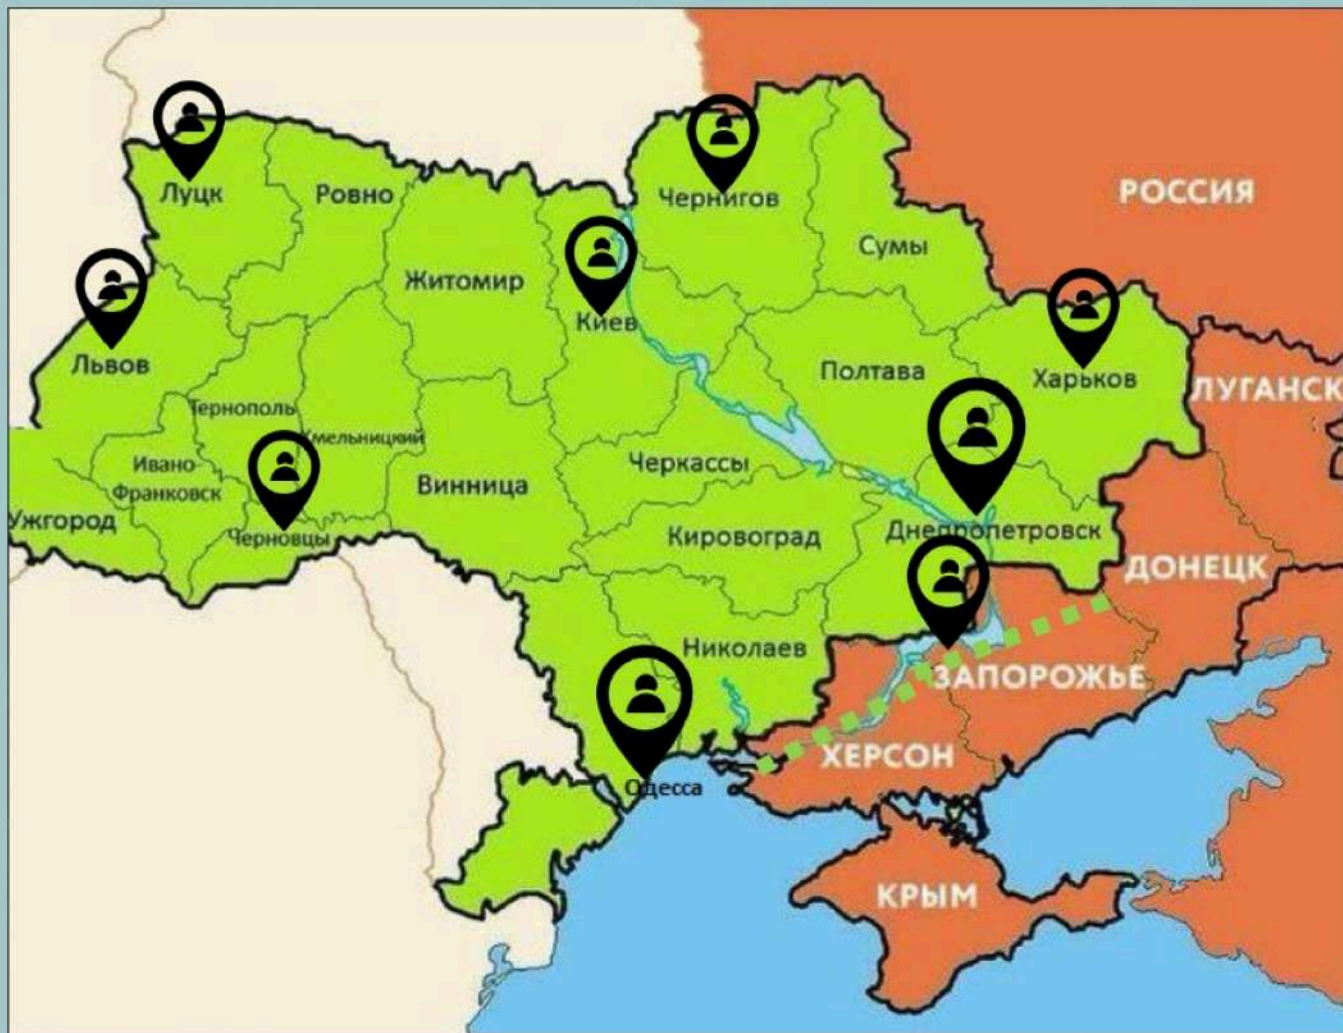 РОССИЯ
Луцк
Ровно
Чернигов
Сумы
Житомир
Киев
Львов
Полтава
Харьков
ЛУГАНСК
Тернополь
Хмельницкий
Ивано-
Франковск
Винница
Черкассы
Ужгород
Черновцы
Кировоград
Днепропетровск
ДОНЕЦК
Николаев
ЗАПОРОЖЬЕ
ХЕРСОН
Одесса
КРЫМ